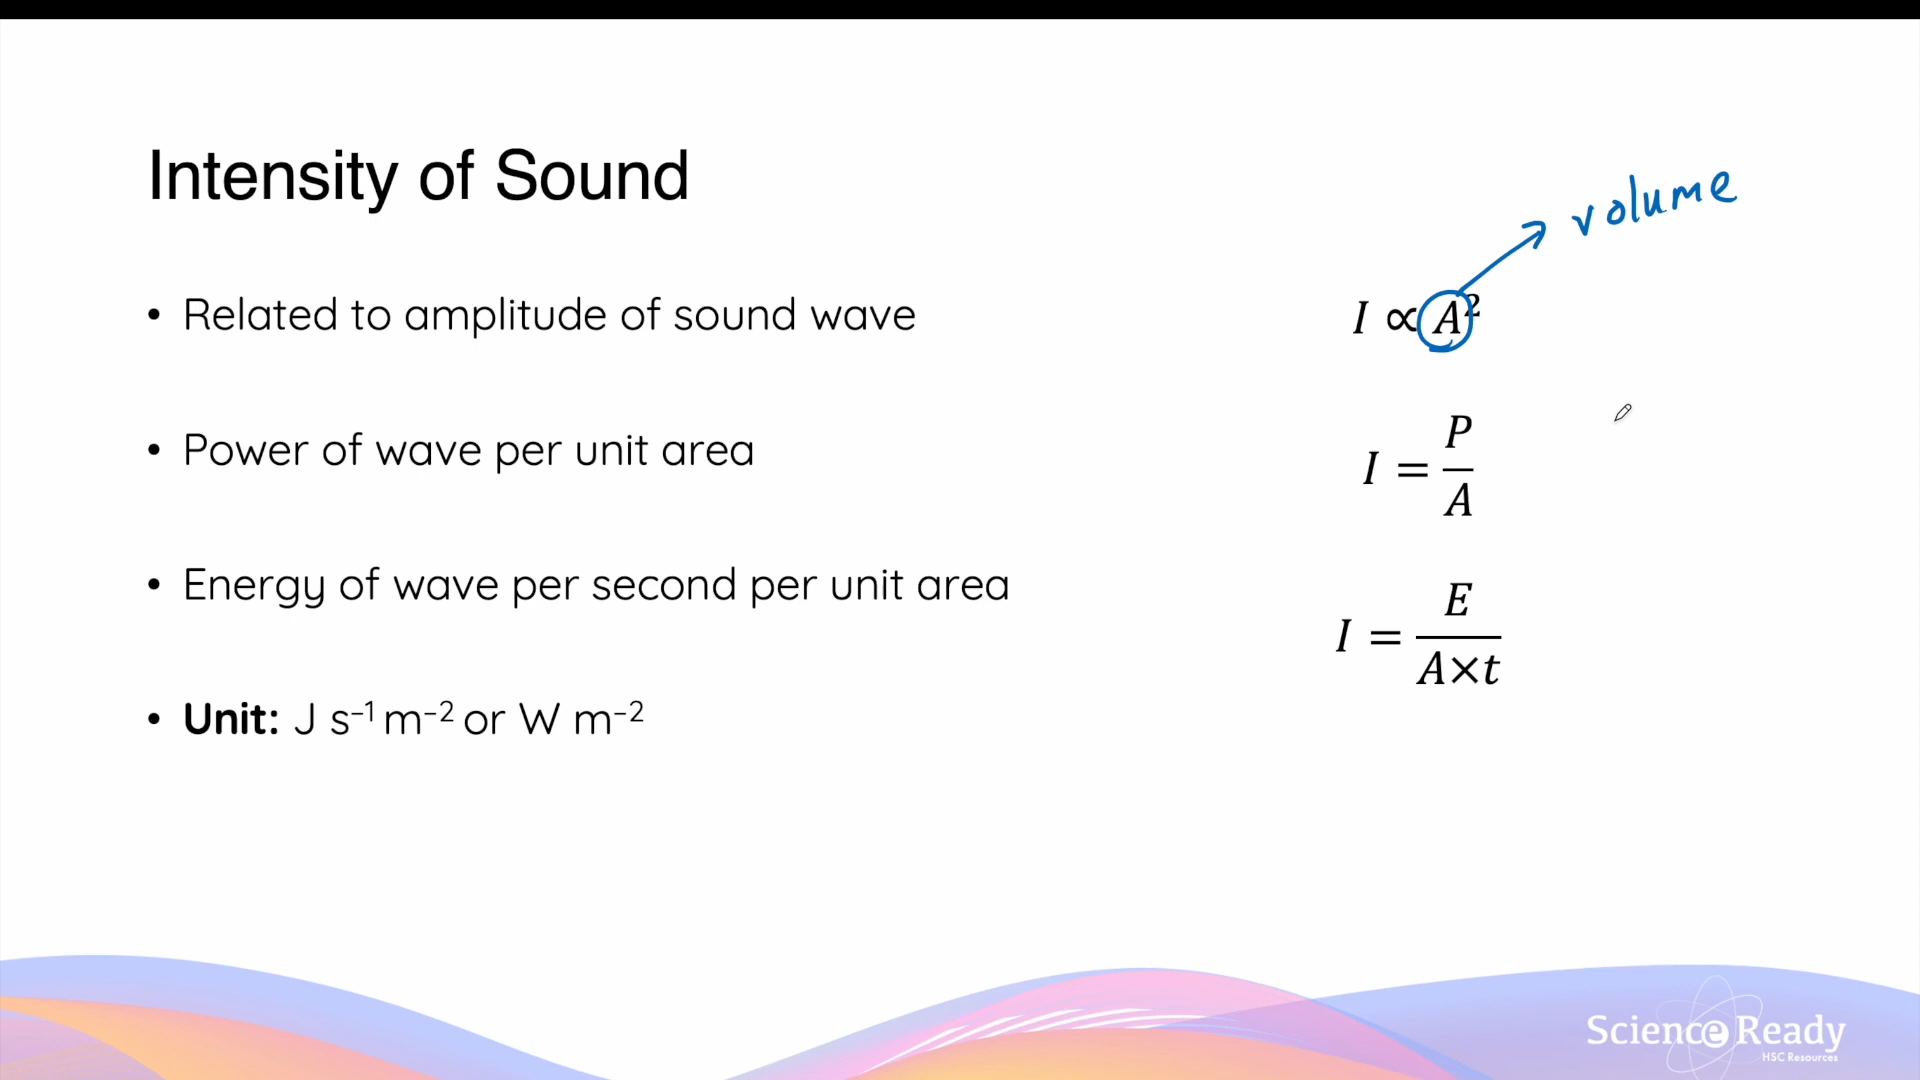 Intensity of Sound
volume
• Related to amplitude of sound wave
I ∝ A²
• Power of wave per unit area
I = P/A
• Energy of wave per second per unit area
I = E/(A×t)
• Unit: J s⁻¹ m⁻² or W m⁻²
Science Ready
HSC Resources